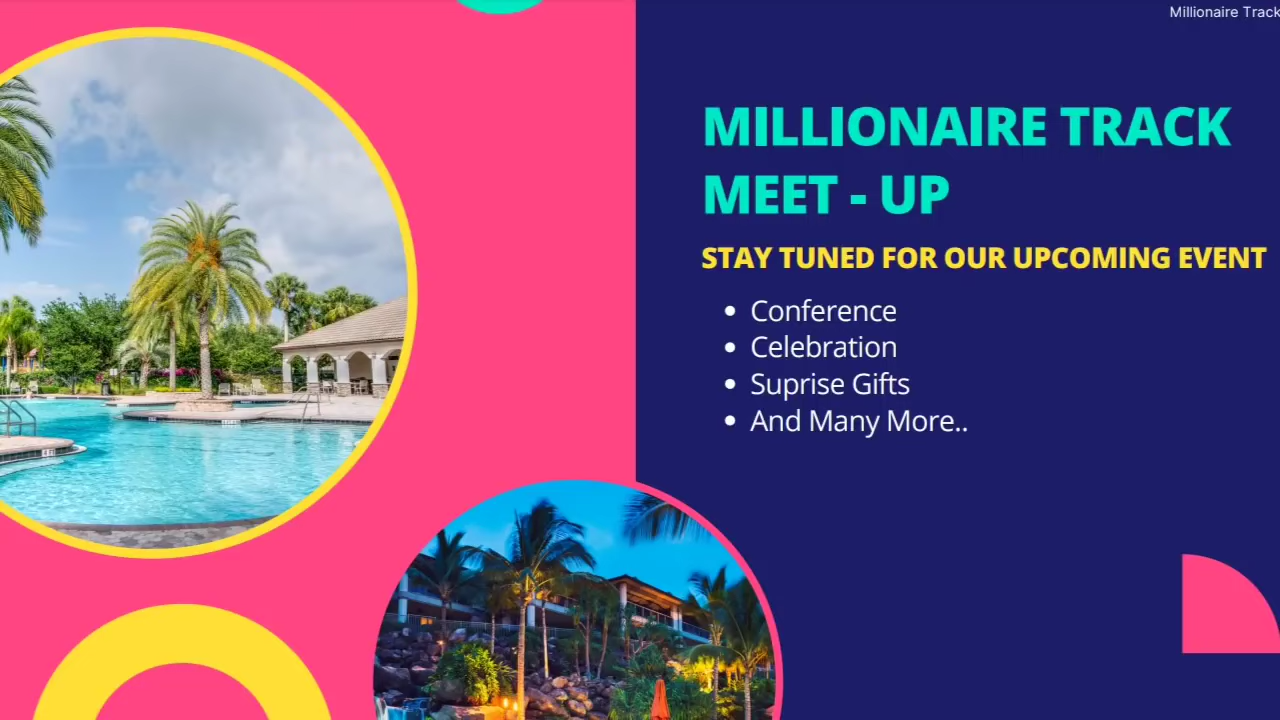 Millionaire Track
MILLIONAIRE TRACK
MEET - UP
STAY TUNED FOR OUR UPCOMING EVENT
• Conference
• Celebration
• Suprise Gifts
• And Many More..